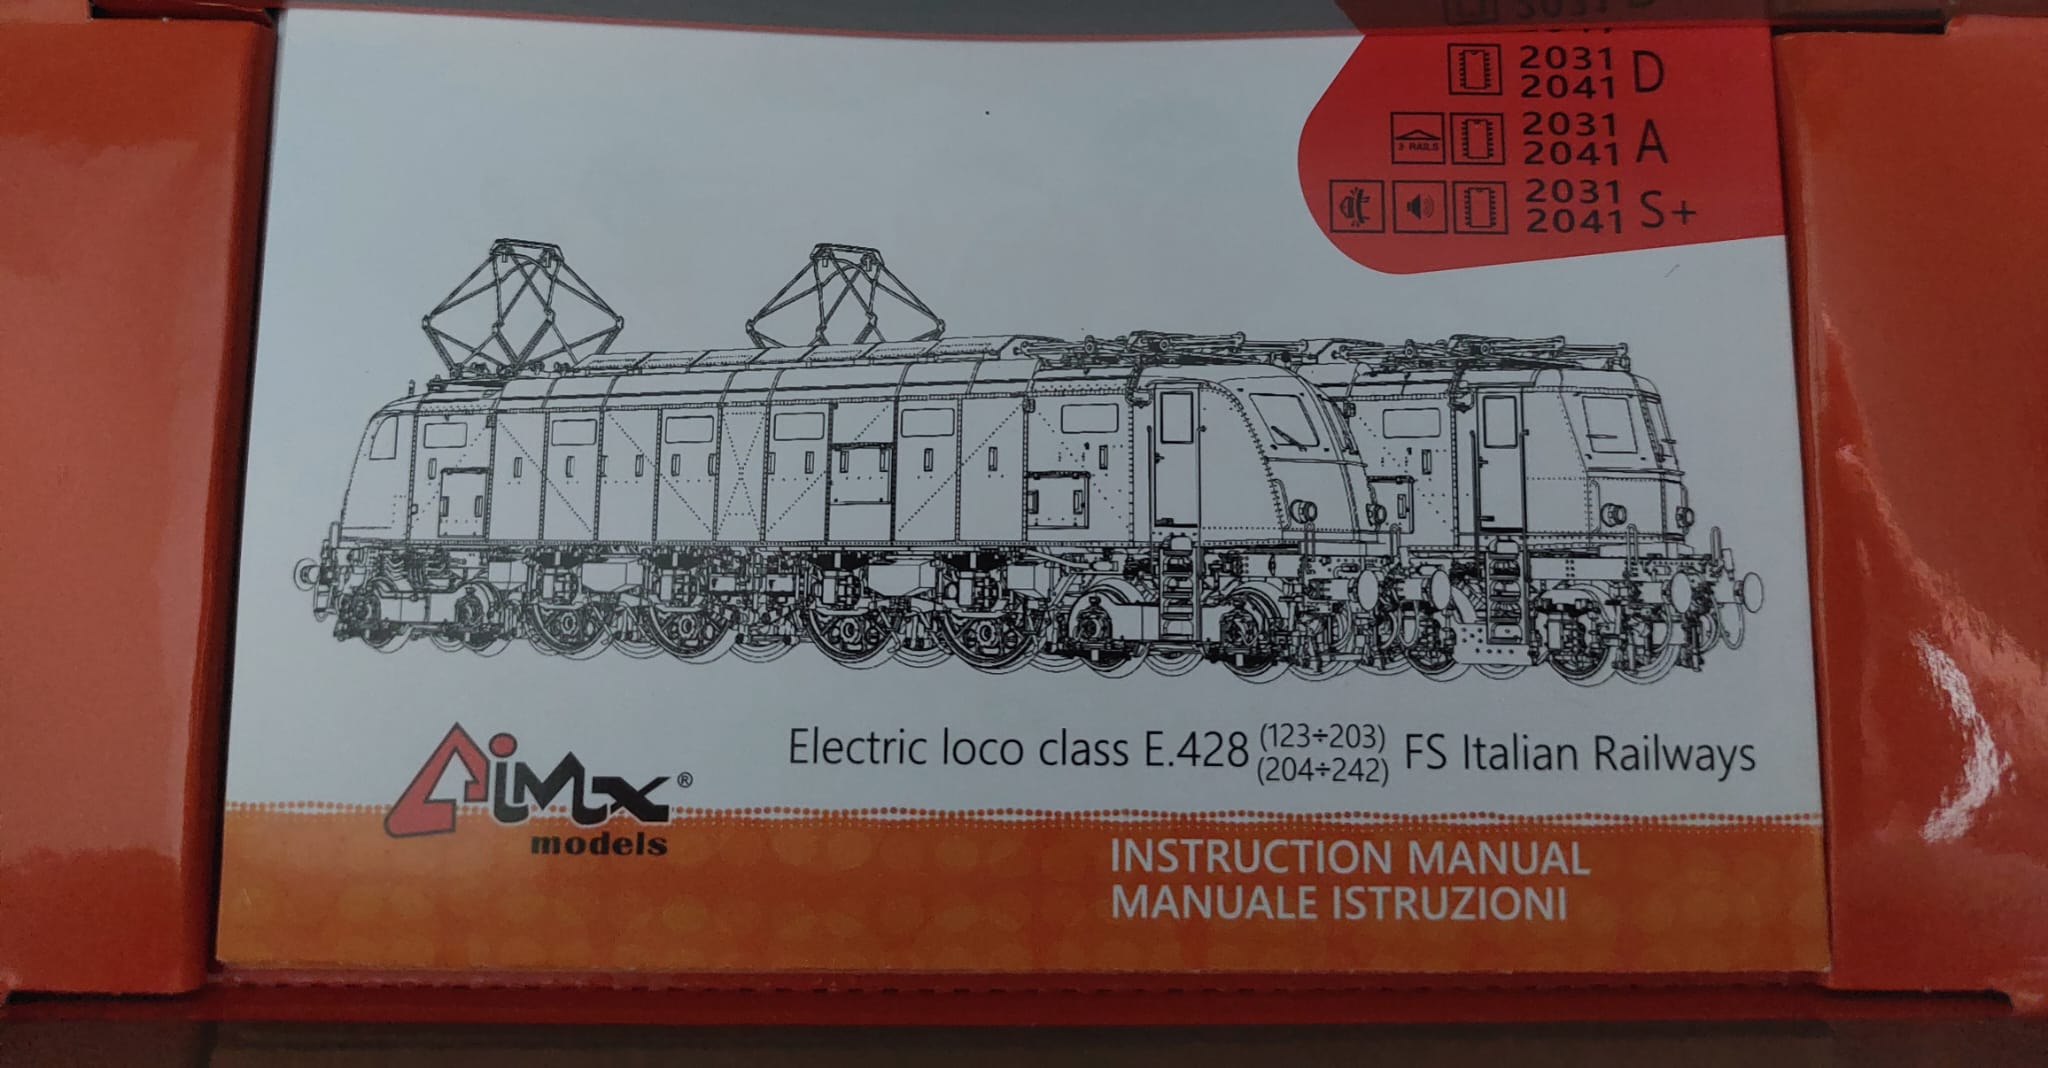 2031
2041 D
3 RAILS
2031
2041 A
2031
2041 S+
AiMx®
models
Electric loco class E.428 (123÷203) FS Italian Railways
(204÷242)
INSTRUCTION MANUAL
MANUALE ISTRUZIONI